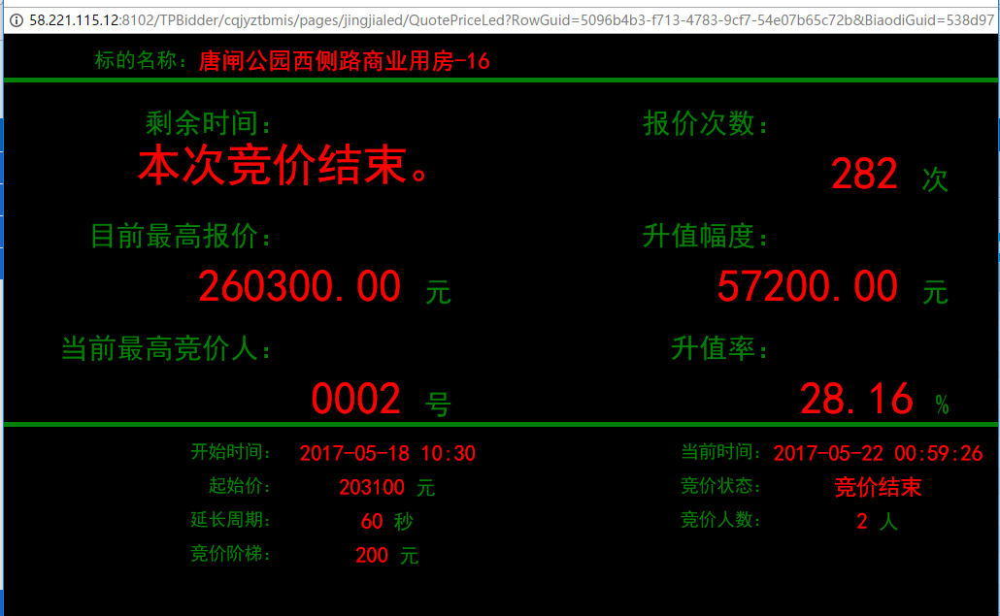 58.221.115.12:8102/TPBidder/cqjyztbmis/pages/jingjialed/QuotePriceLed?RowGuid=5096b4b3-f713-4783-9cf7-54e07b65c72b&BiaodiGuid=538d97
标的名称：唐闸公园西侧路商业用房-16
剩余时间： 报价次数：
本次竞价结束。 282 次
目前最高报价： 升值幅度：
260300.00 元 57200.00 元
当前最高竞价人： 升值率：
0002 号 28.16 %
开始时间： 2017-05-18 10:30 当前时间： 2017-05-22 00:59:26
起始价： 203100 元 竞价状态： 竞价结束
延长周期： 60 秒 竞价人数： 2 人
竞价阶梯： 200 元